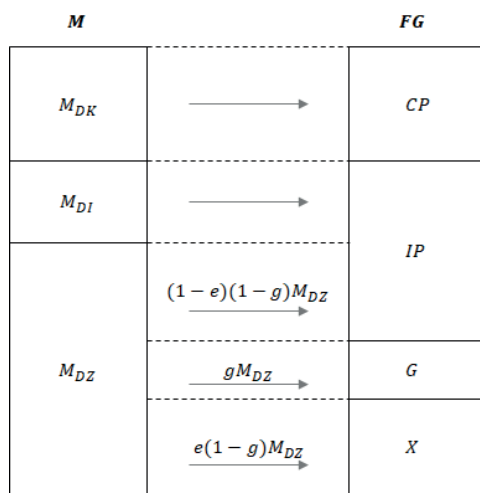 M FG
M_DK CP
M_DI
IP
(1 − e)(1 − g)M_DZ
M_DZ gM_DZ G
e(1 − g)M_DZ X